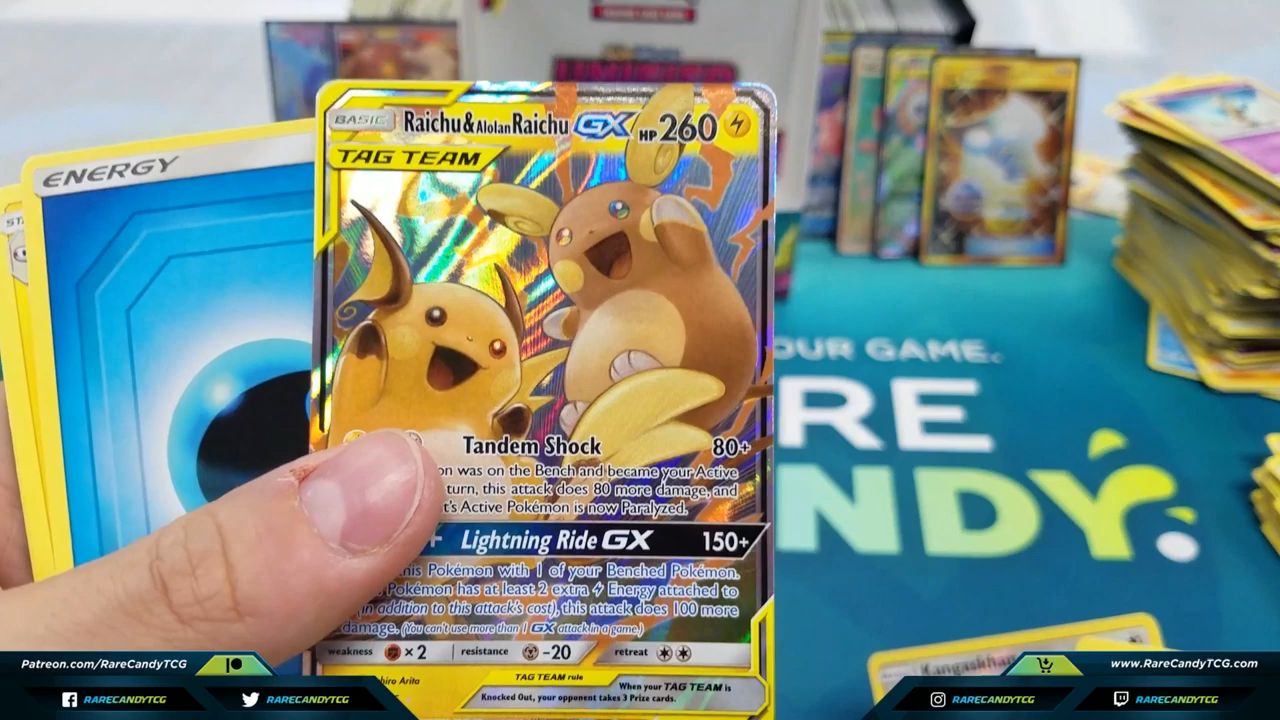 BASIC Raichu & Alolan Raichu GX HP 260
TAG TEAM
ENERGY
Tandem Shock 80+
on was on the Bench and became your Active
turn, this attack does 80 more damage, and
t's Active Pokémon is now Paralyzed.
+ Lightning Ride GX 150+
his Pokémon with 1 of your Benched Pokémon.
Pokémon has at least 2 extra Energy attached to
(in addition to this attack's cost), this attack does 100 more
damage. (You can't use more than 1 GX attack in a game.)
weakness ×2 resistance -20 retreat
hiro Arita
TAG TEAM rule
When your TAG TEAM is
Knocked Out, your opponent takes 3 Prize cards.
OUR GAME.
RE
NDY.
Kangaskhan
Patreon.com/RareCandyTCG
www.RareCandyTCG.com
RARECANDYTCG
RARECANDYTCG
RARECANDYTCG
RARECANDYTCG